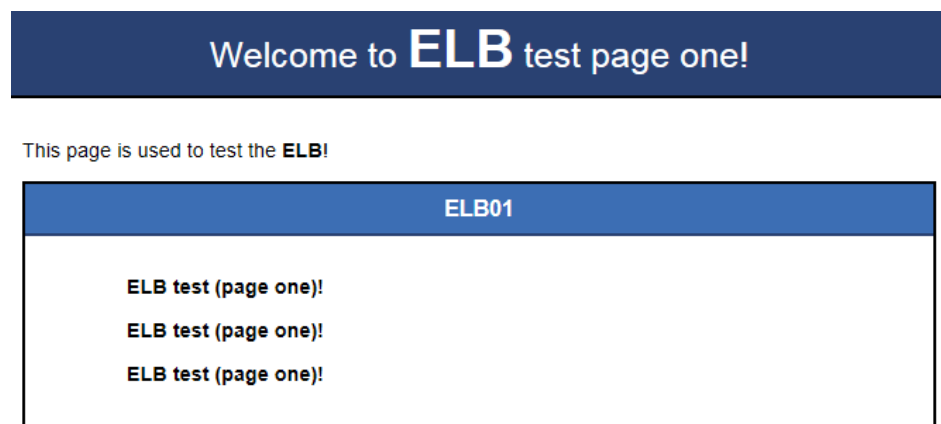 Welcome to ELB test page one!
This page is used to test the ELB!
ELB01
ELB test (page one)!
ELB test (page one)!
ELB test (page one)!